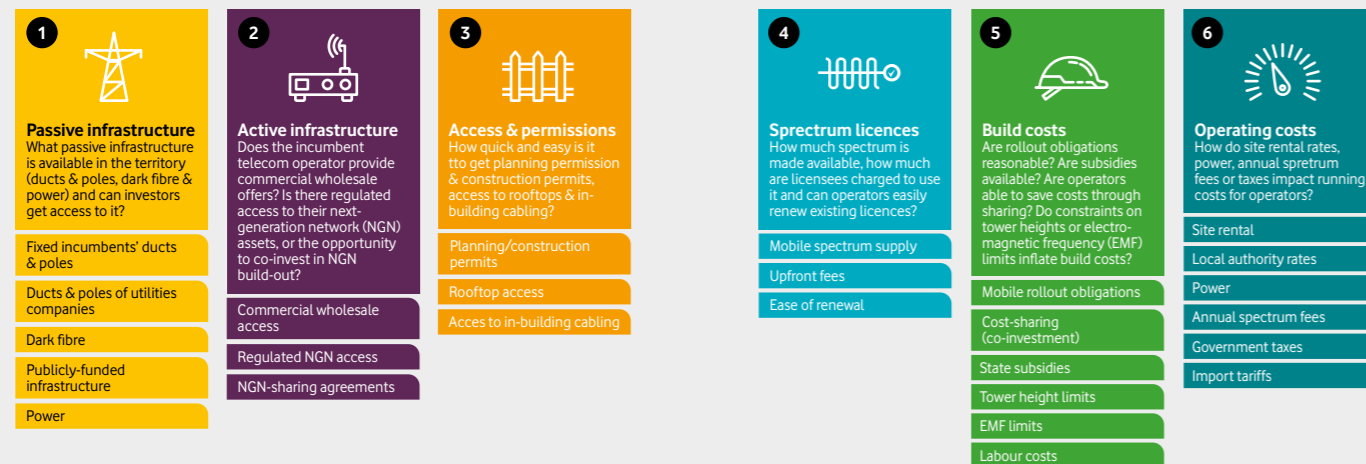 1
Passive infrastructure
What passive infrastructure
is available in the territory
(ducts & poles, dark fibre &
power) and can investors
get access to it?
Fixed incumbents' ducts
& poles
Ducts & poles of utilities
companies
Dark fibre
Publicly-funded
infrastructure
Power
2
Active infrastructure
Does the incumbent
telecom operator provide
commercial wholesale
offers? Is there regulated
access to their next-
generation network (NGN)
assets, or the opportunity
to co-invest in NGN
build-out?
Commercial wholesale
access
Regulated NGN access
NGN-sharing agreements
3
Access & permissions
How quick and easy is it
tto get planning permission
& construction permits,
access to rooftops & in-
building cabling?
Planning/construction
permits
Rooftop access
Acces to in-building cabling
4
Sprectrum licences
How much spectrum is
made available, how much
are licensees charged to use
it and can operators easily
renew existing licences?
Mobile spectrum supply
Upfront fees
Ease of renewal
5
Build costs
Are rollout obligations
reasonable? Are subsidies
available? Are operators
able to save costs through
sharing? Do constraints on
tower heights or electro-
magnetic frequency (EMF)
limits inflate build costs?
Mobile rollout obligations
Cost-sharing
(co-investment)
State subsidies
Tower height limits
EMF limits
Labour costs
6
Operating costs
How do site rental rates,
power, annual spretrum
fees or taxes impact running
costs for operators?
Site rental
Local authority rates
Power
Annual spectrum fees
Government taxes
Import tariffs